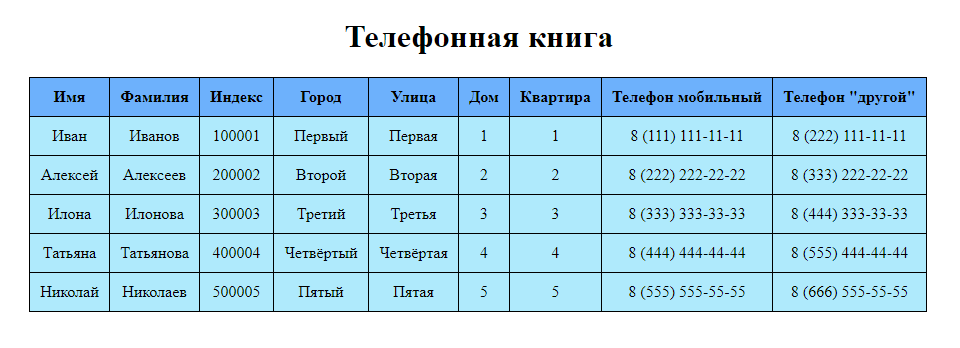 Телефонная книга
Имя Фамилия Индекс Город Улица Дом Квартира Телефон мобильный Телефон "другой"
Иван Иванов 100001 Первый Первая 1 1 8 (111) 111-11-11 8 (222) 111-11-11
Алексей Алексеев 200002 Второй Вторая 2 2 8 (222) 222-22-22 8 (333) 222-22-22
Илона Илонова 300003 Третий Третья 3 3 8 (333) 333-33-33 8 (444) 333-33-33
Татьяна Татьянова 400004 Четвёртый Четвёртая 4 4 8 (444) 444-44-44 8 (555) 444-44-44
Николай Николаев 500005 Пятый Пятая 5 5 8 (555) 555-55-55 8 (666) 555-55-55